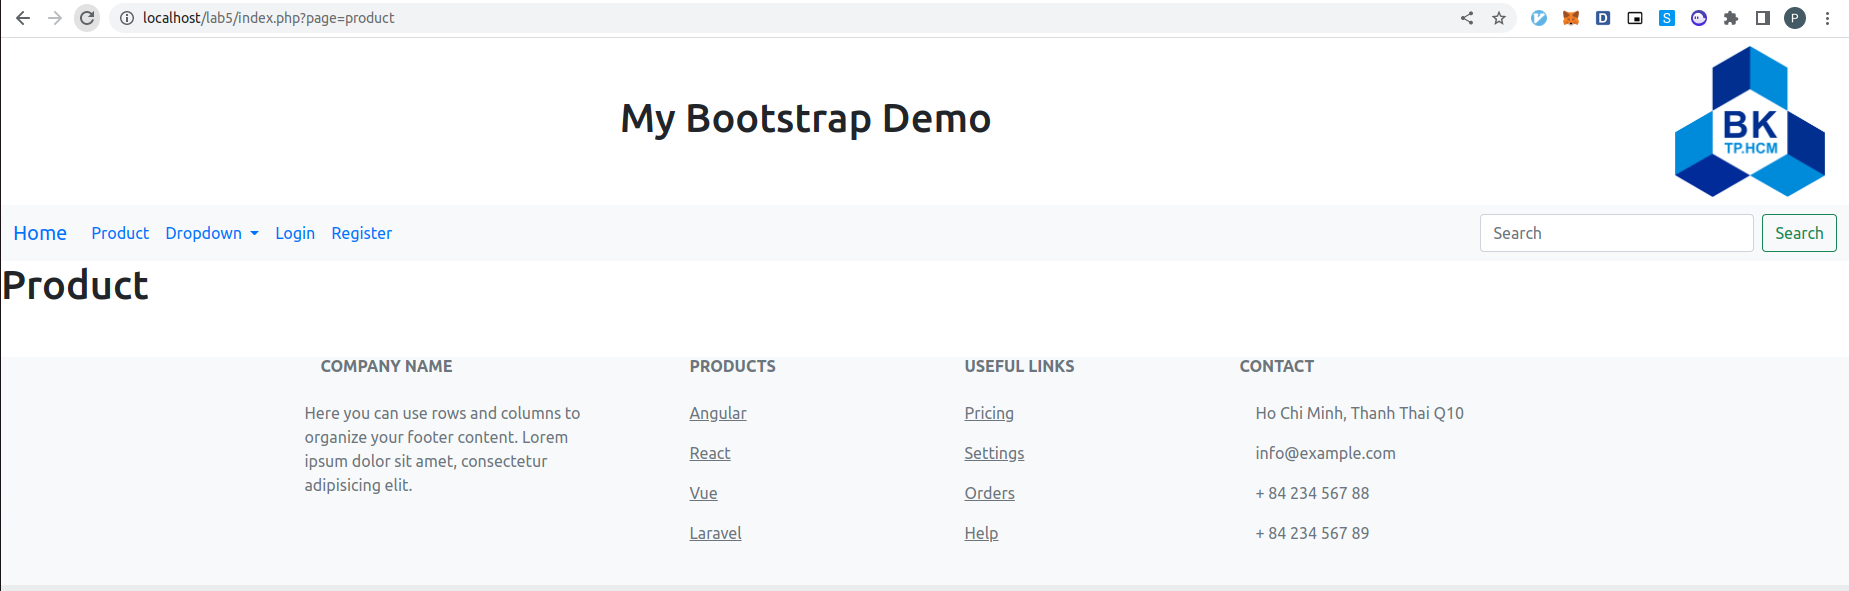 localhost/lab5/index.php?page=product
D
S
P
My Bootstrap Demo
BK
TP.HCM
Home Product Dropdown Login Register Search Search
Product
COMPANY NAME
Here you can use rows and columns to
organize your footer content. Lorem
ipsum dolor sit amet, consectetur
adipisicing elit.
PRODUCTS
Angular
React
Vue
Laravel
USEFUL LINKS
Pricing
Settings
Orders
Help
CONTACT
Ho Chi Minh, Thanh Thai Q10
info@example.com
+ 84 234 567 88
+ 84 234 567 89